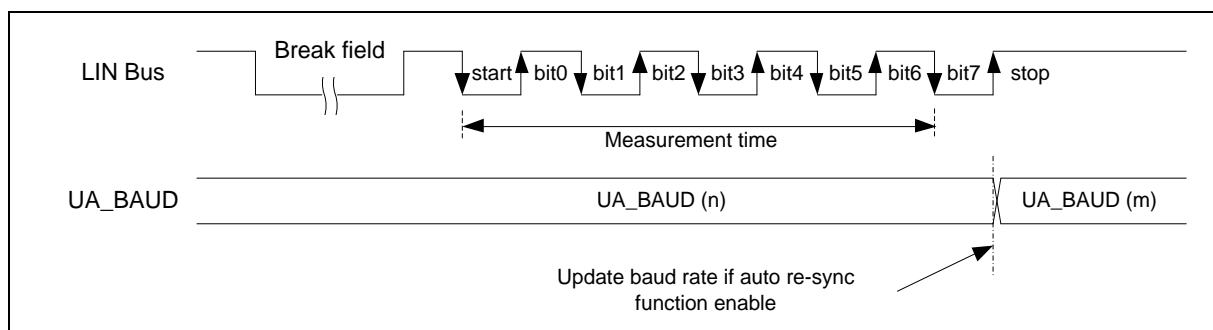 Break field
LIN Bus
start bit0 bit1 bit2 bit3 bit4 bit5 bit6 bit7 stop
Measurement time
UA_BAUD
UA_BAUD (n)
UA_BAUD (m)
Update baud rate if auto re-sync
function enable